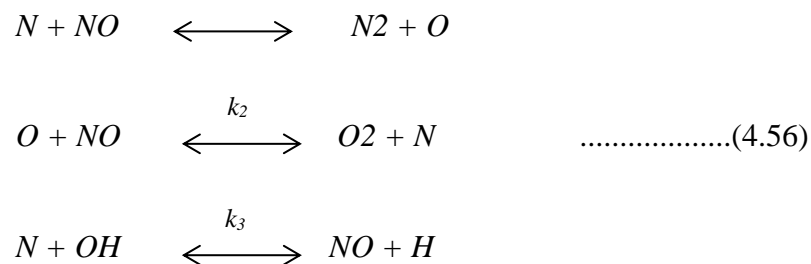 N + NO ⟷ N2 + O
k₂
O + NO ⟷ O2 + N ...................(4.56)
k₃
N + OH ⟷ NO + H